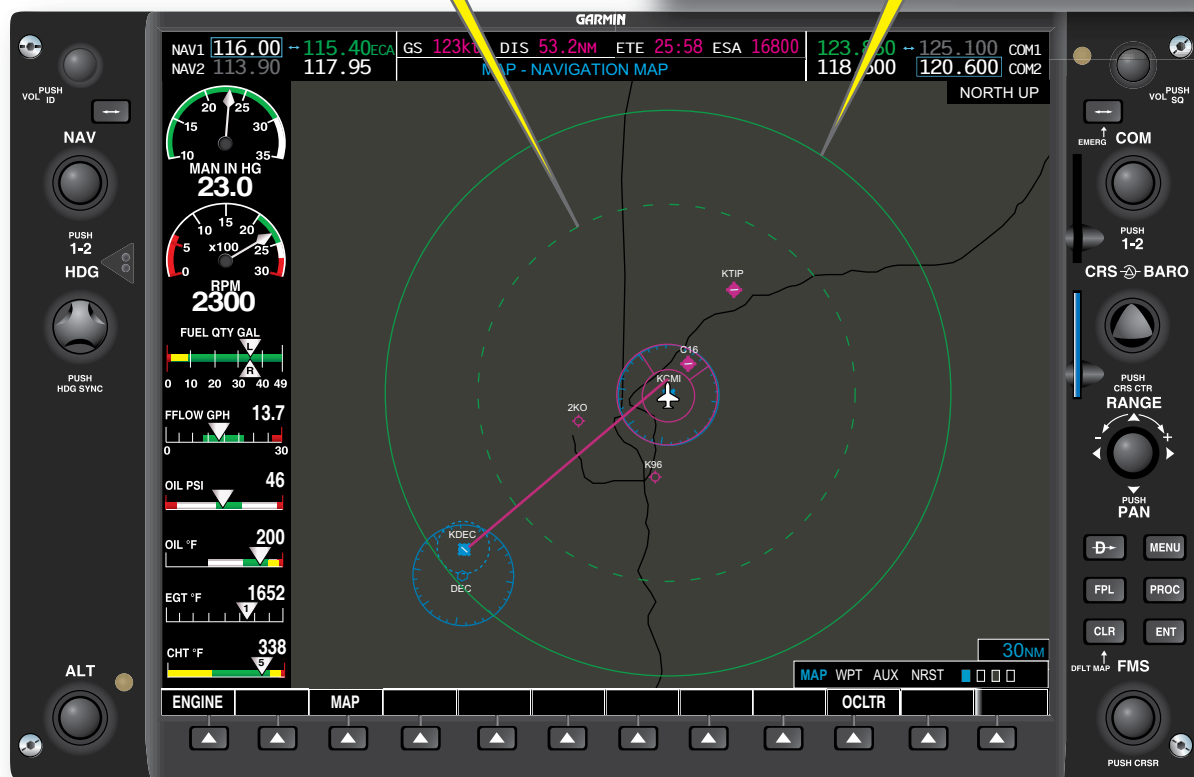 GARMIN
NAV1 116.00 ↔ 115.40 ECA
NAV2 113.90 117.95
GS 123kt DIS 53.2NM ETE 25:58 ESA 16800
MAP - NAVIGATION MAP
↔ 125.100 COM1
120.600 COM2
NORTH UP
VOL PUSH ID
NAV
PUSH
1-2
HDG
PUSH
HDG SYNC
ALT
10 15 20 25 30 35
MAN IN HG
23.0
0 5 10 15 20 25 30
x100
RPM
2300
FUEL QTY GAL
L
R
0 10 20 30 40 49
FFLOW GPH 13.7
0 30
OIL PSI 46
OIL °F 200
EGT °F 1652
1
CHT °F 338
5
KTIP
C16
KCMI
2KO
K96
KDEC
DEC
30NM
MAP WPT AUX NRST
ENGINE MAP OCLTR
VOL PUSH SQ
EMERG COM
PUSH
1-2
CRS BARO
PUSH
CRS CTR
RANGE
- +
PUSH
PAN
D MENU
FPL PROC
CLR ENT
DFLT MAP FMS
PUSH CRSR